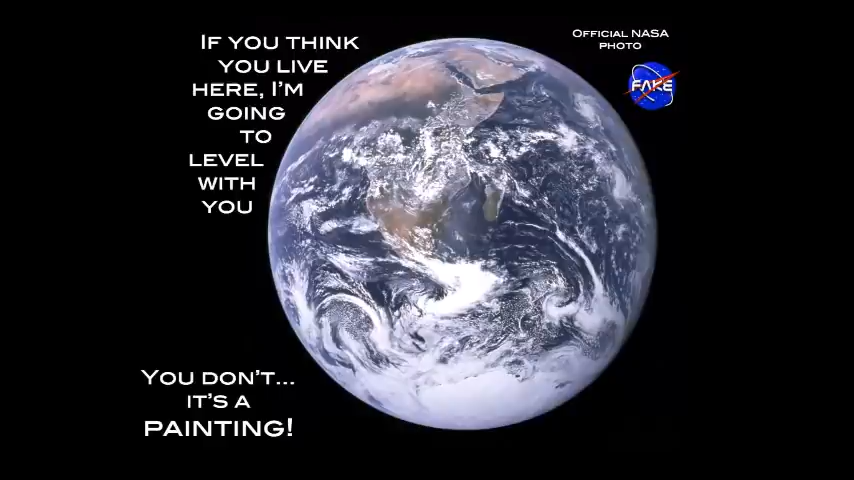 IF YOU THINK
YOU LIVE
HERE, I'M
GOING
TO
LEVEL
WITH
YOU
OFFICIAL NASA
PHOTO
FAKE
YOU DON'T...
IT'S A
PAINTING!